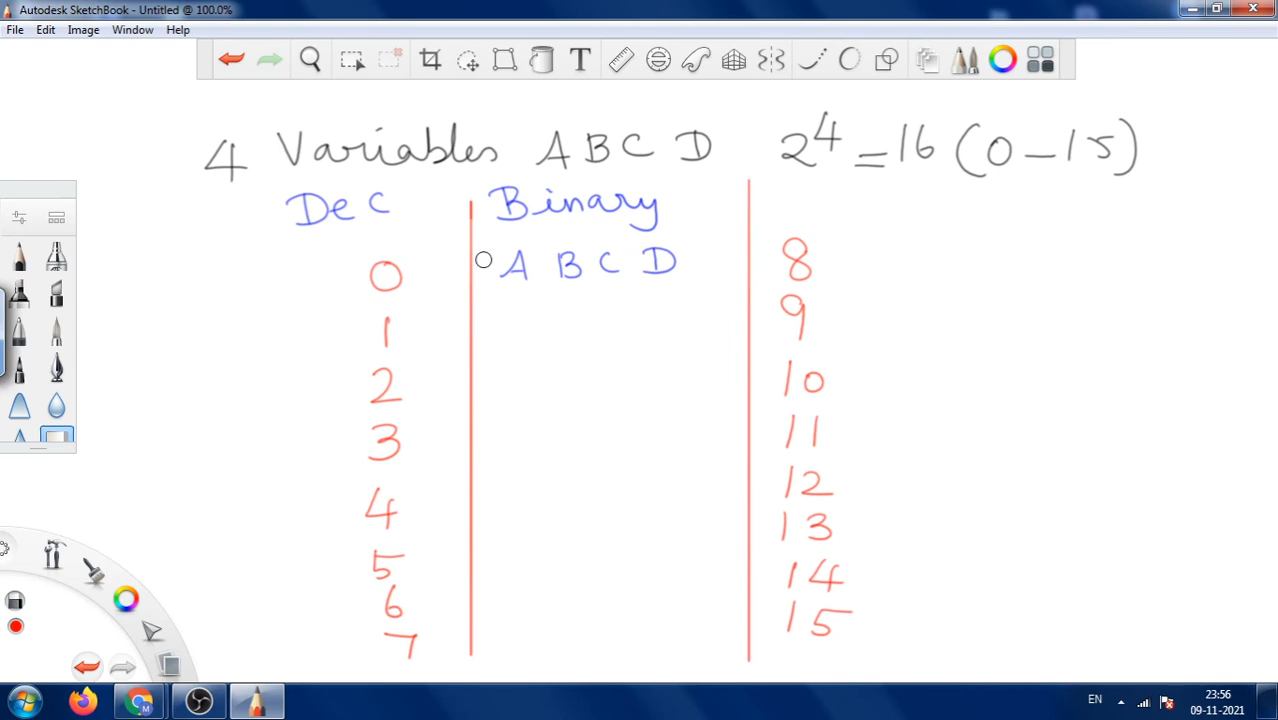 Autodesk SketchBook - Untitled @ 100.0%
File Edit Image Window Help
4 Variables A B C D 2^4 = 16 (0 – 15)
Dec Binary
0 A B C D 8
1 9
2 10
3 11
4 12
5 13
6 14
7 15
EN 23:56
09-11-2021